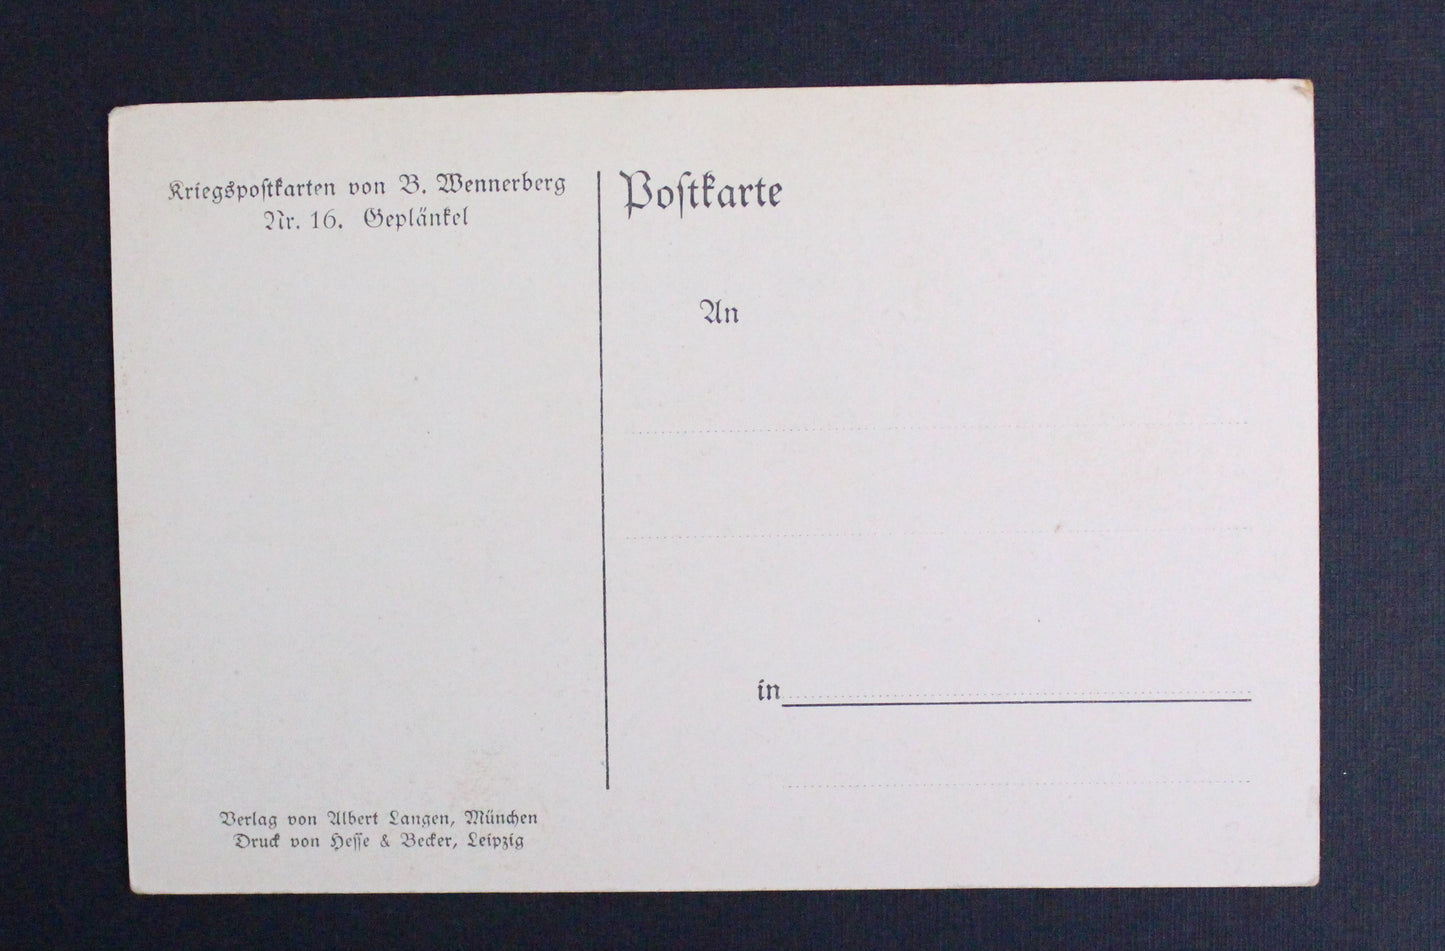 Kriegspoſtkarten von B. Wennerberg
Nr. 16. Geplänkel
Poſtkarte
An
in
Verlag von Albert Langen, München
Druck von Heſſe & Becker, Leipzig